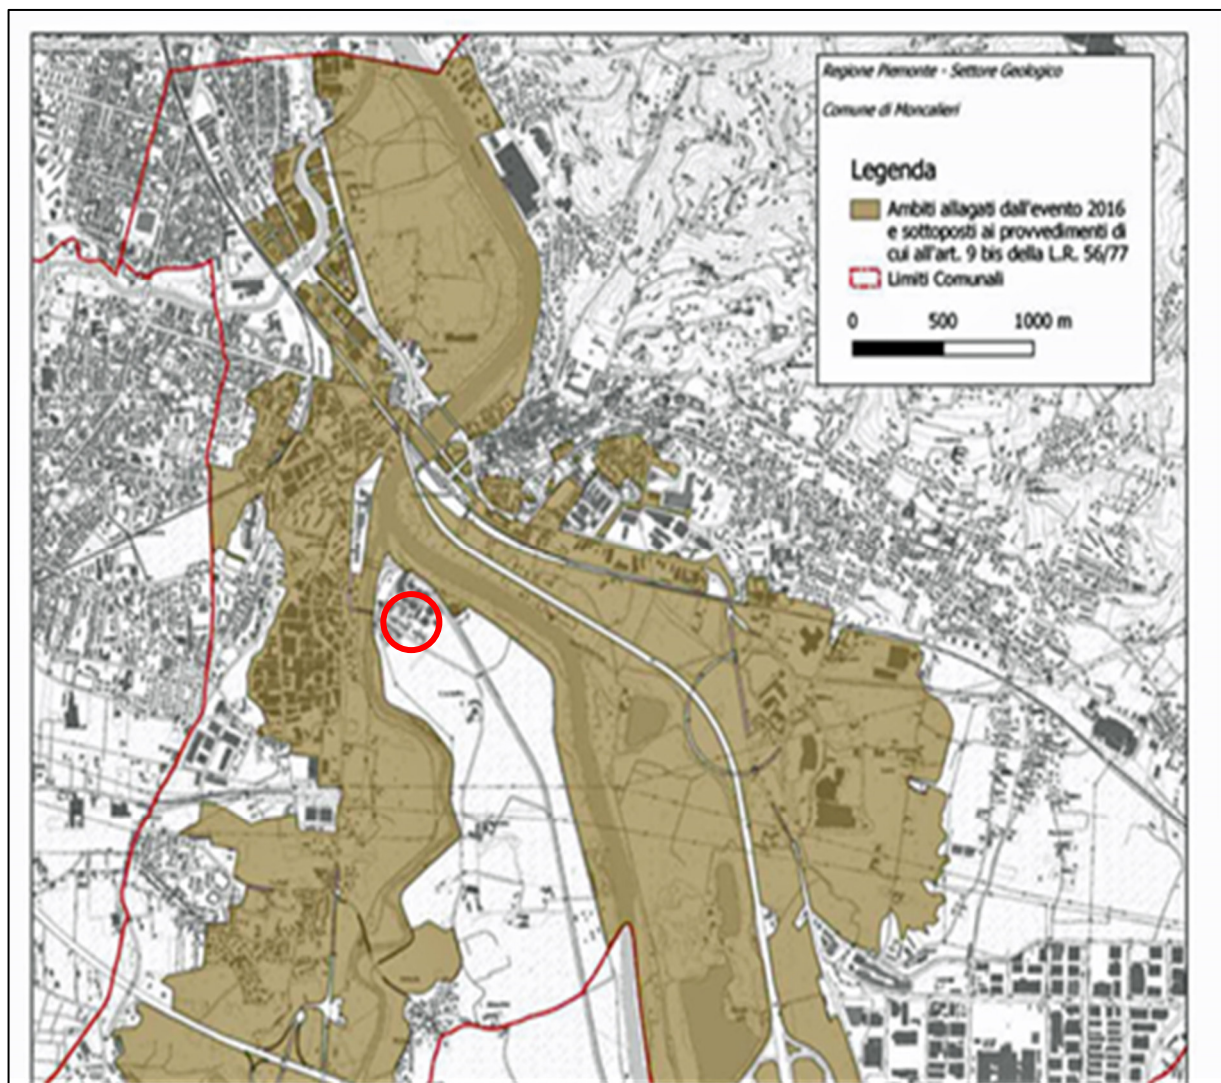 Regione Piemonte - Settore Geologico
Comune di Moncalieri
Legenda
Ambiti allagati dall'evento 2016
e sottoposti ai provvedimenti di
cui all'art. 9 bis della L.R. 56/77
Limiti Comunali
0 500 1000 m